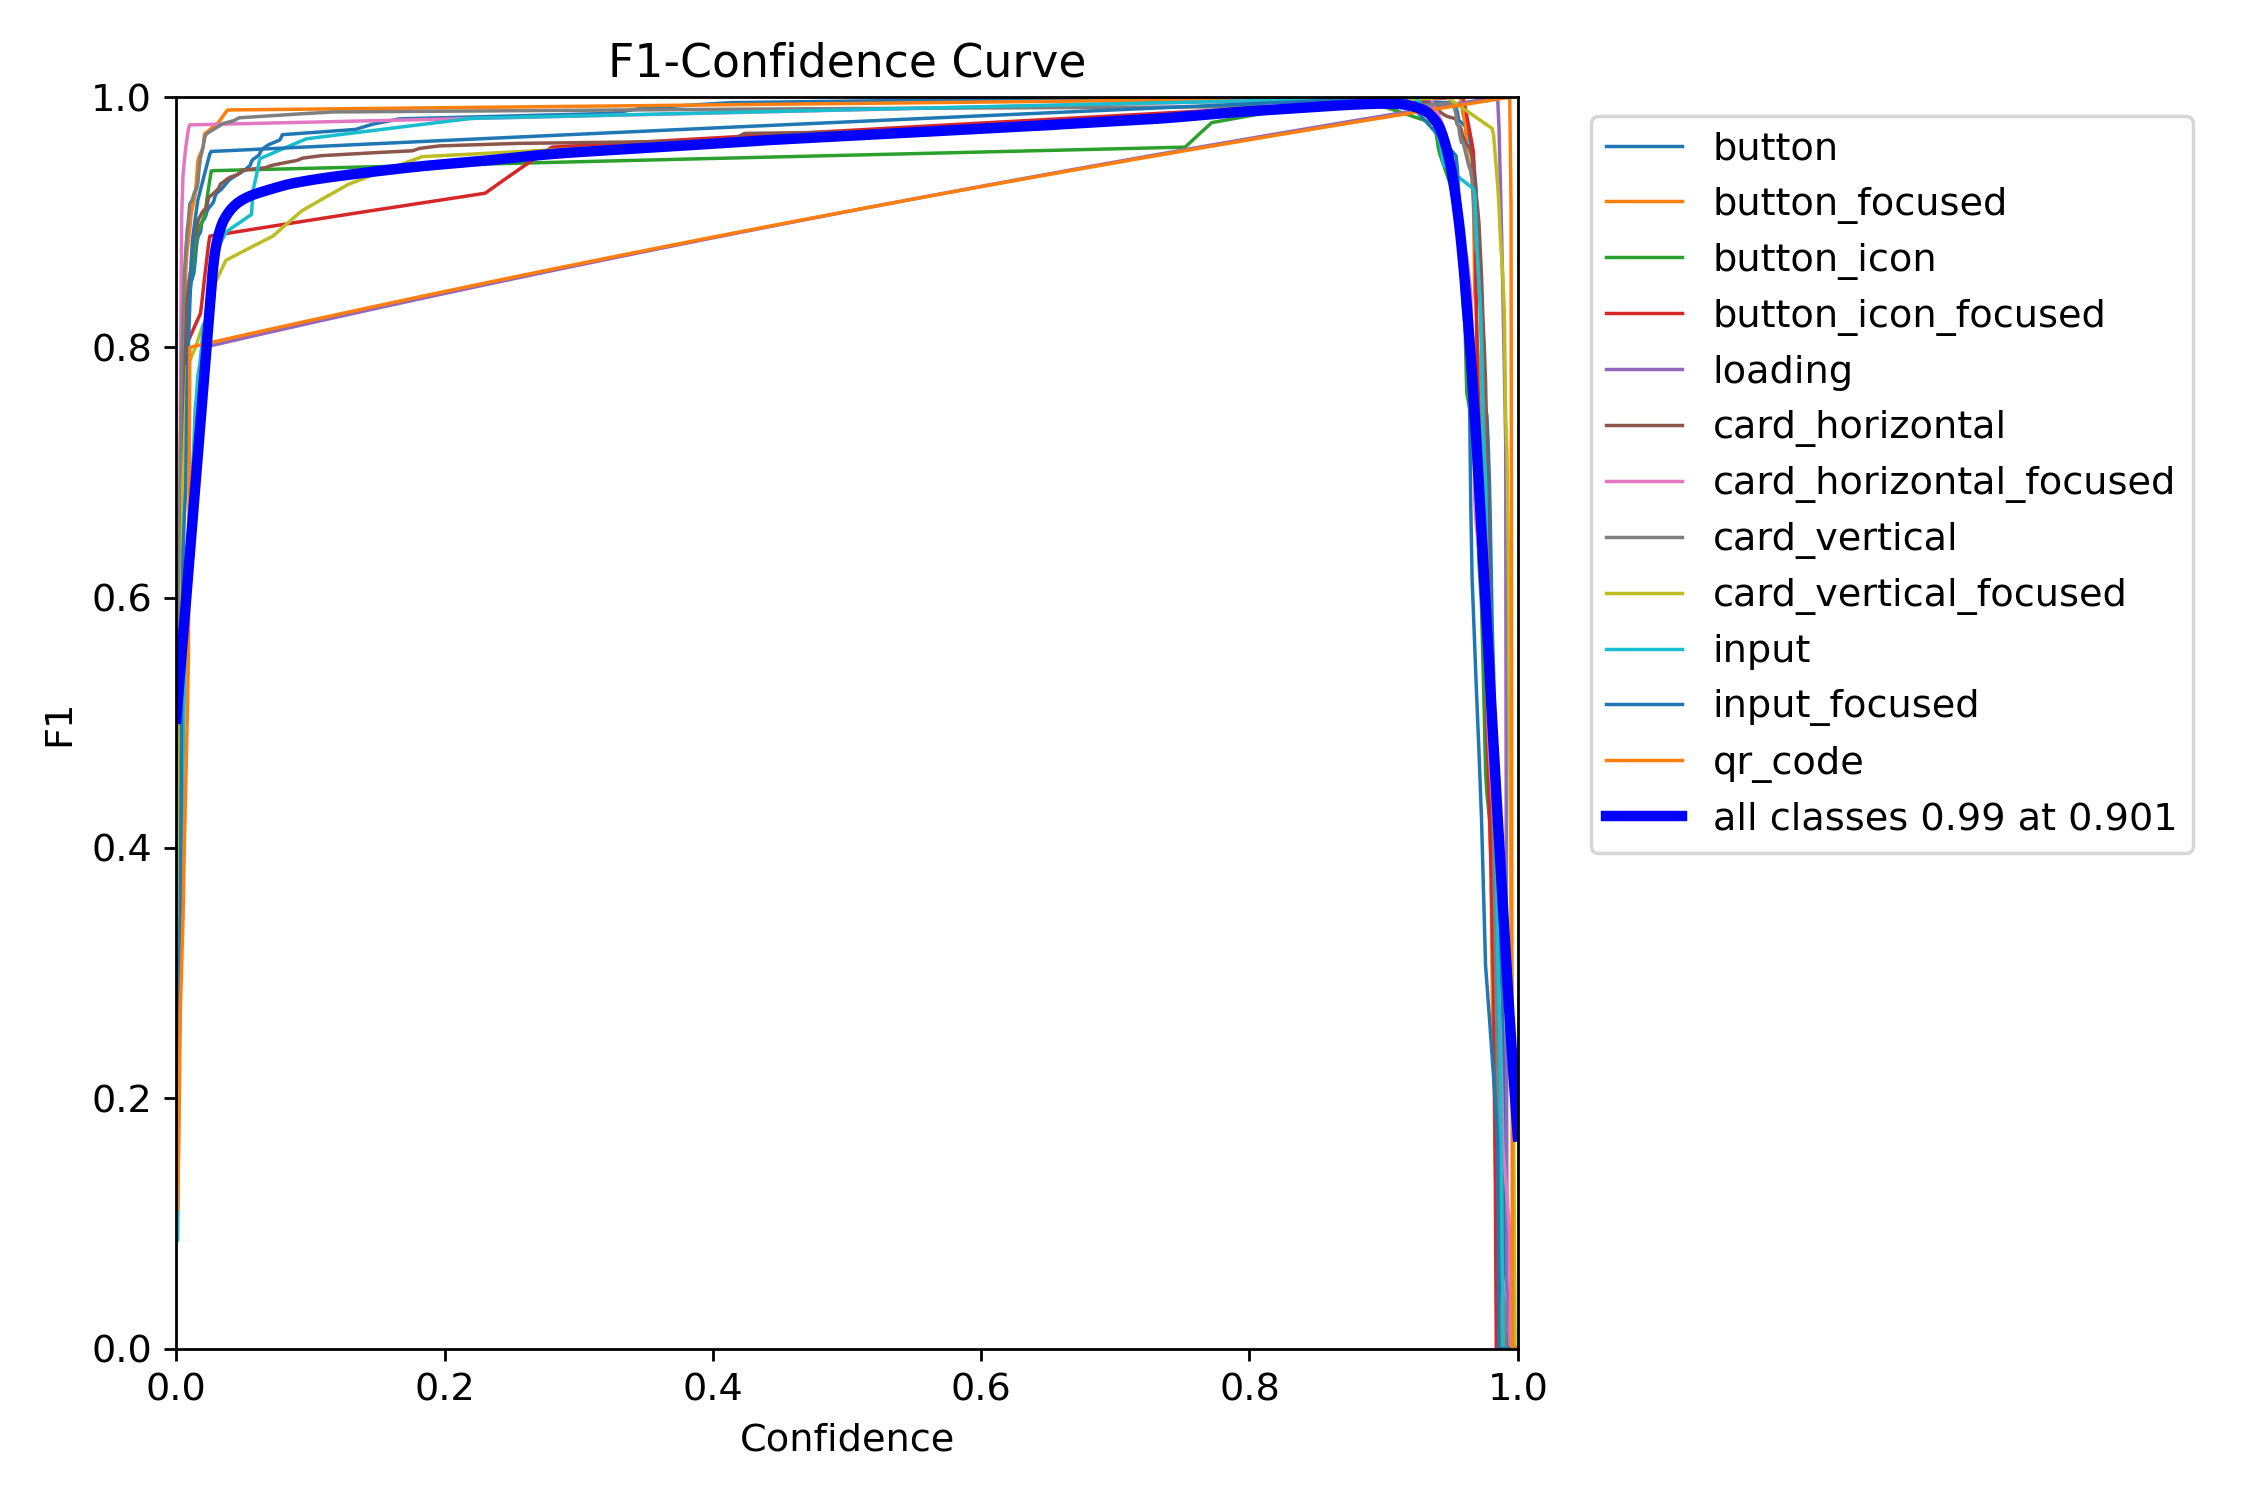 F1-Confidence Curve
1.0
0.8
0.6
0.4
0.2
0.0
F1
0.0 0.2 0.4 0.6 0.8 1.0
Confidence
button
button_focused
button_icon
button_icon_focused
loading
card_horizontal
card_horizontal_focused
card_vertical
card_vertical_focused
input
input_focused
qr_code
all classes 0.99 at 0.901